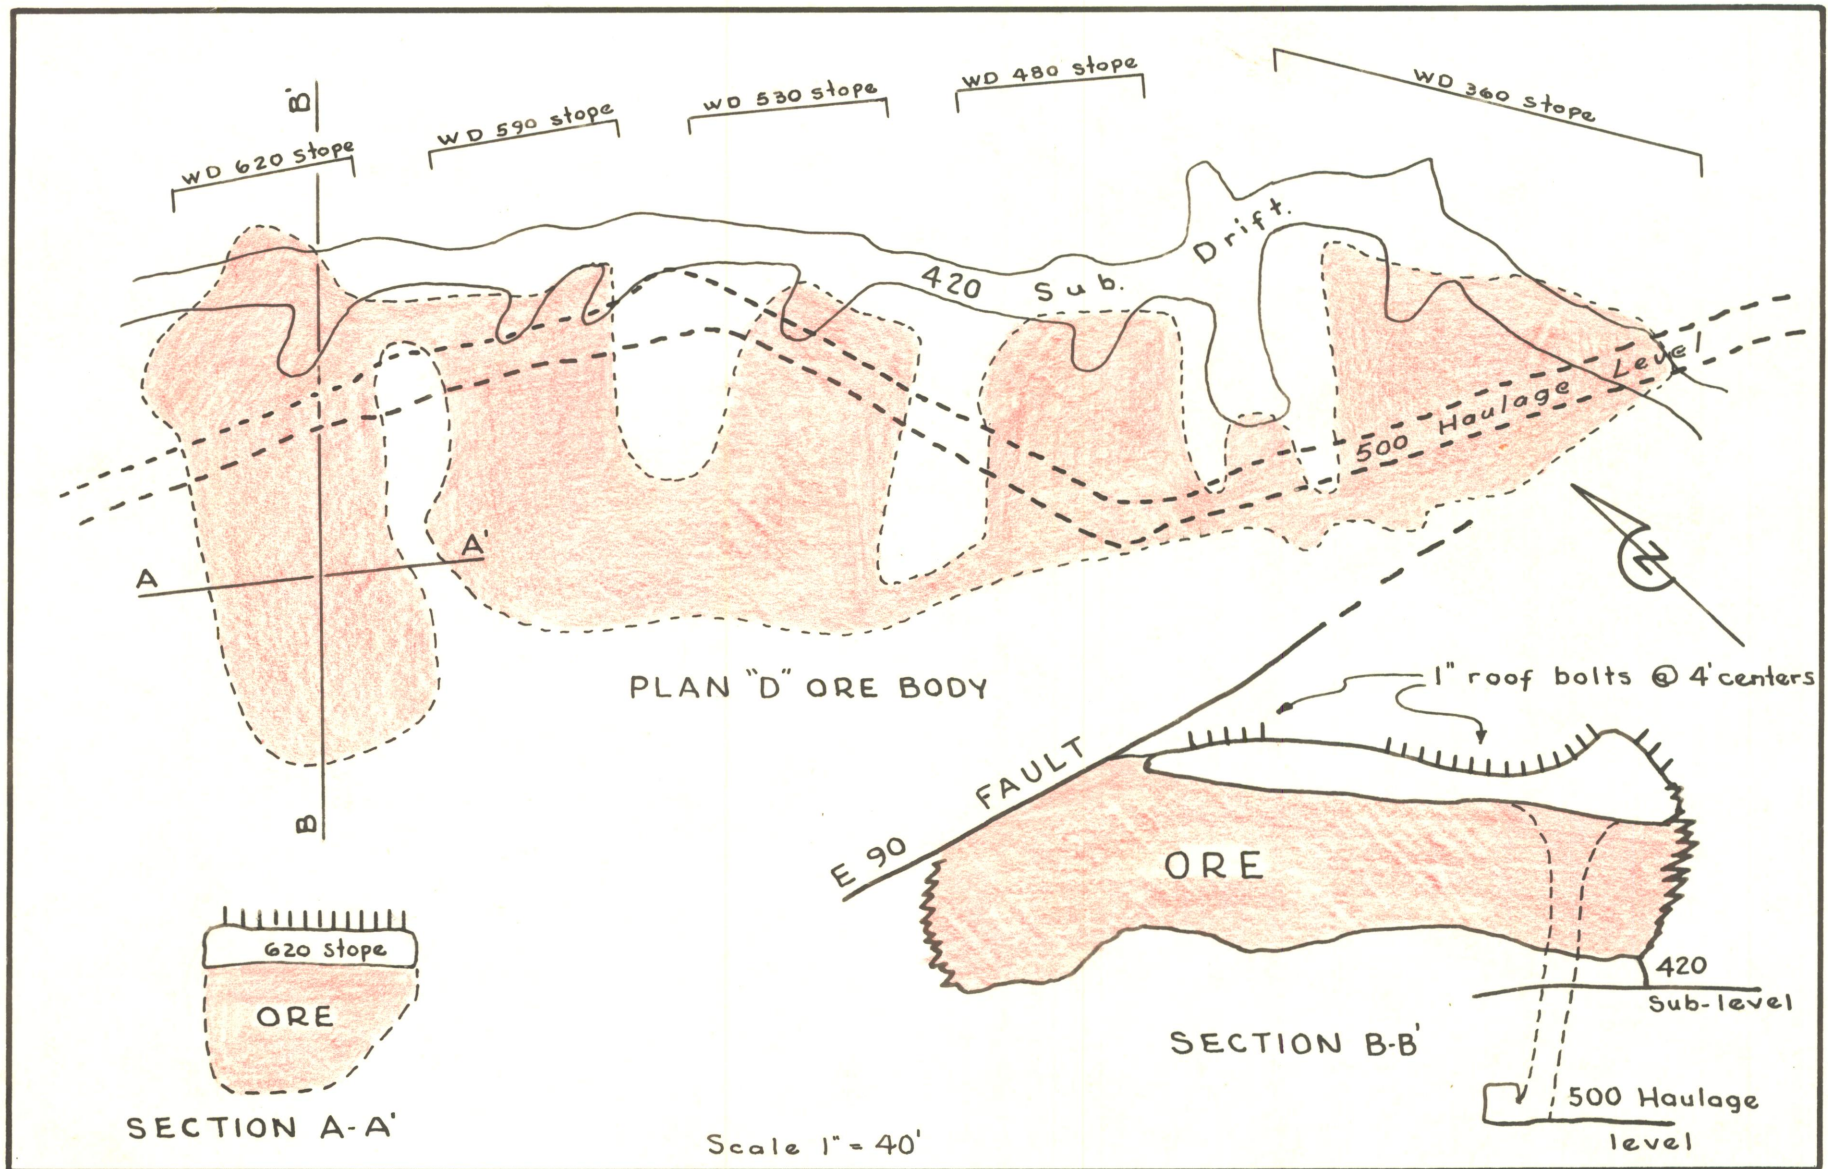 B'
WD 620 Stope
WD 590 stope
WD 530 stope
WD 480 stope
WD 360 stope
420 Sub. Drift.
500 Haulage Level
A
A'
N
B
PLAN "D" ORE BODY
1" roof bolts @ 4' centers
E 90 FAULT
ORE
620 Stope
ORE
420
Sub-level
SECTION B-B'
500 Haulage
level
SECTION A-A'
Scale 1" = 40'